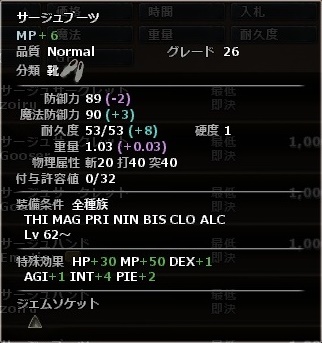 サージュブーツ
MP+6
品質 Normal グレード 26
分類 靴
防御力 89 (-2)
魔法防御力 90 (+3)
耐久度 53/53 (+8) 硬度 1
重量 1.03 (+0.03)
物理属性 斬20 打40 突40
付与許容値 0/32
装備条件 全種族
THI MAG PRI NIN BIS CLO ALC
Lv 62～
特殊効果 HP+30 MP+50 DEX+1
AGI+1 INT+4 PIE+2
ジェムソケット